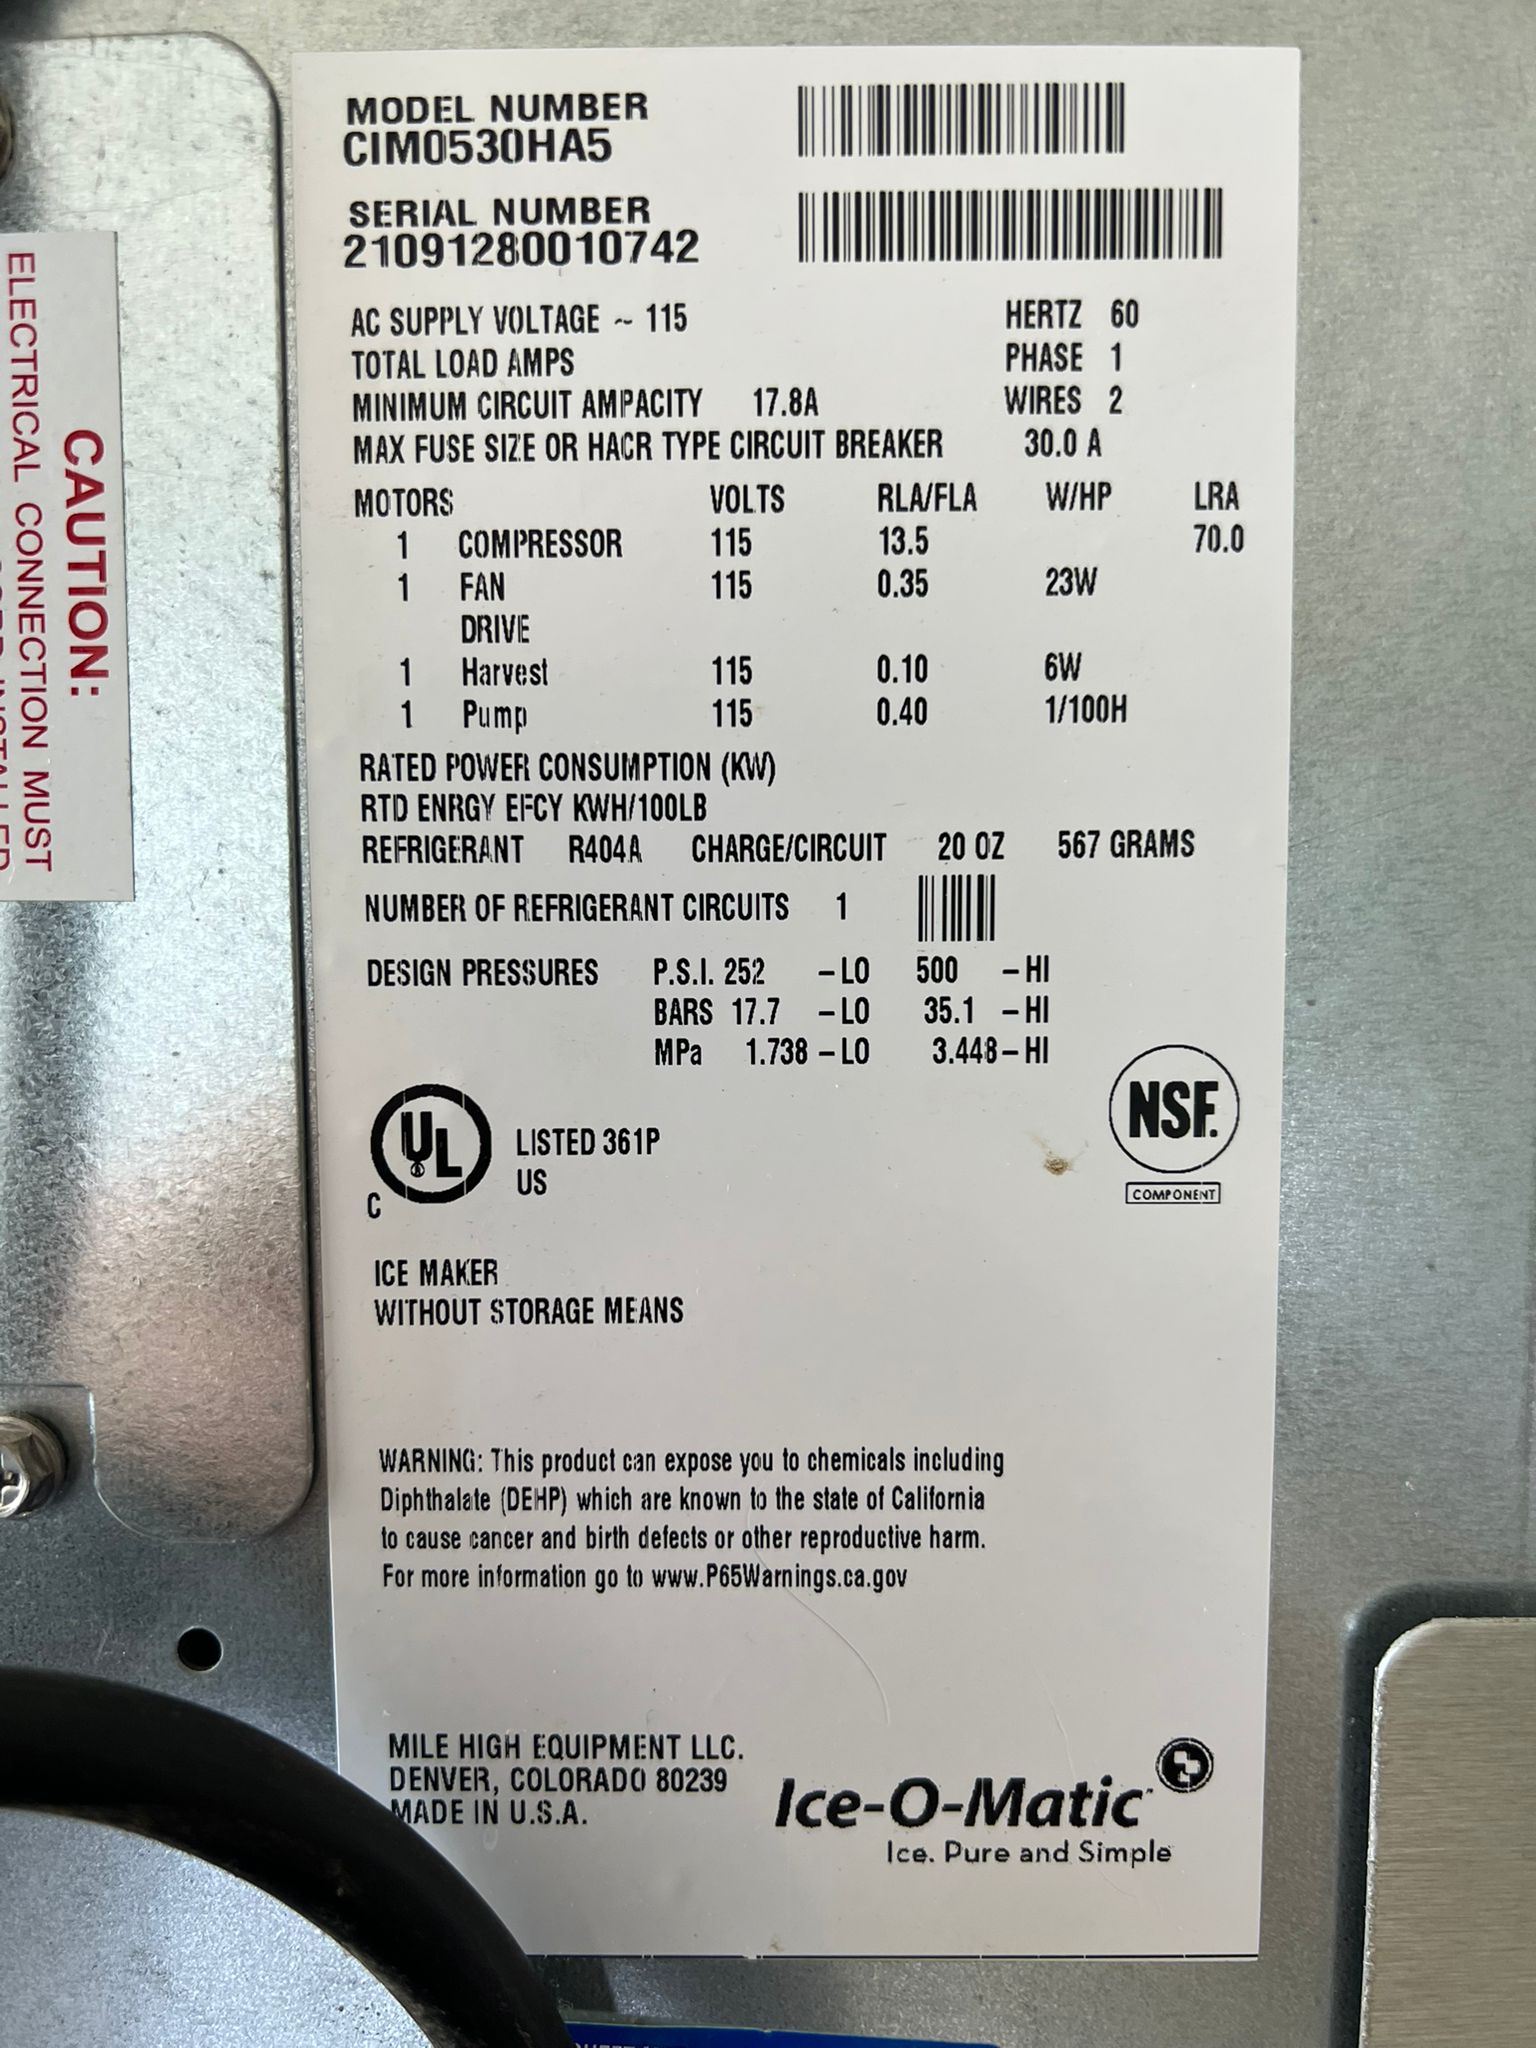 MODEL NUMBER
CIM0530HA5
SERIAL NUMBER
21091280010742
AC SUPPLY VOLTAGE ~ 115 HERTZ 60
TOTAL LOAD AMPS PHASE 1
MINIMUM CIRCUIT AMPACITY 17.8A WIRES 2
MAX FUSE SIZE OR HACR TYPE CIRCUIT BREAKER 30.0 A
MOTORS VOLTS RLA/FLA W/HP LRA
1 COMPRESSOR 115 13.5 70.0
1 FAN 115 0.35 23W
DRIVE
1 Harvest 115 0.10 6W
1 Pump 115 0.40 1/100H
RATED POWER CONSUMPTION (KW)
RTD ENRGY EFCY KWH/100LB
REFRIGERANT R404A CHARGE/CIRCUIT 20 OZ 567 GRAMS
NUMBER OF REFRIGERANT CIRCUITS 1
DESIGN PRESSURES P.S.I. 252 – LO 500 – HI
BARS 17.7 – LO 35.1 – HI
MPa 1.738 – LO 3.448 – HI
C UL LISTED 361P
US
NSF.
COMPONENT
ICE MAKER
WITHOUT STORAGE MEANS
WARNING: This product can expose you to chemicals including
Diphthalate (DEHP) which are known to the state of California
to cause cancer and birth defects or other reproductive harm.
For more information go to www.P65Warnings.ca.gov
MILE HIGH EQUIPMENT LLC.
DENVER, COLORADO 80239
MADE IN U.S.A.
Ice-O-Matic™
Ice. Pure and Simple
CAUTION:
ELECTRICAL CONNECTION MUST